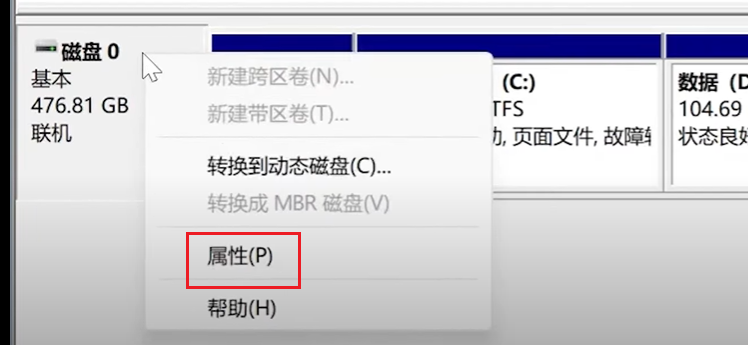 磁盘 0
基本
476.81 GB
联机
新建跨区卷(N)...
新建带区卷(T)...
转换到动态磁盘(C)...
转换成 MBR 磁盘(V)
属性(P)
帮助(H)
(C:)
TFS
页面文件, 故障
数据 (D
104.69
状态良好